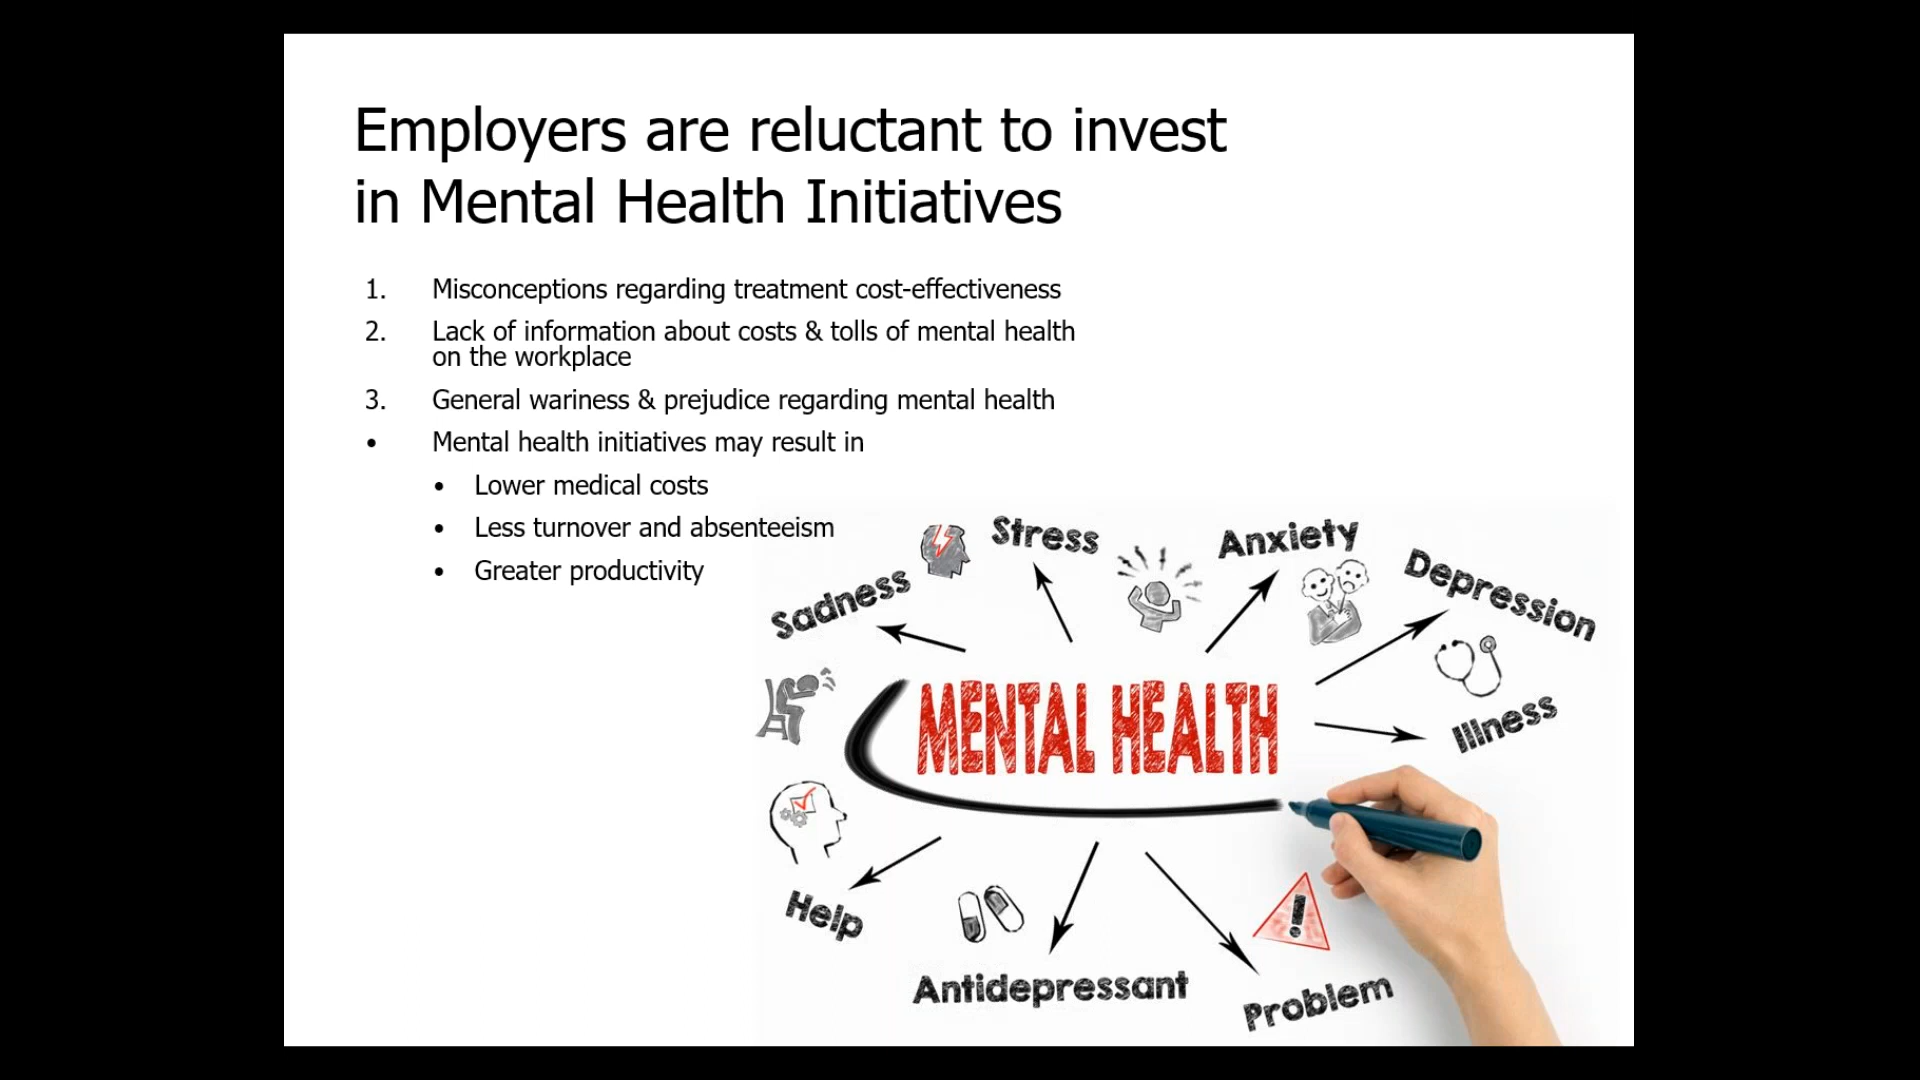 Employers are reluctant to invest
in Mental Health Initiatives
1. Misconceptions regarding treatment cost-effectiveness
2. Lack of information about costs & tolls of mental health
on the workplace
3. General wariness & prejudice regarding mental health
• Mental health initiatives may result in
• Lower medical costs
• Less turnover and absenteeism
• Greater productivity
Stress
Anxiety
Depression
Sadness
MENTAL HEALTH
Illness
Help
Antidepressant
Problem